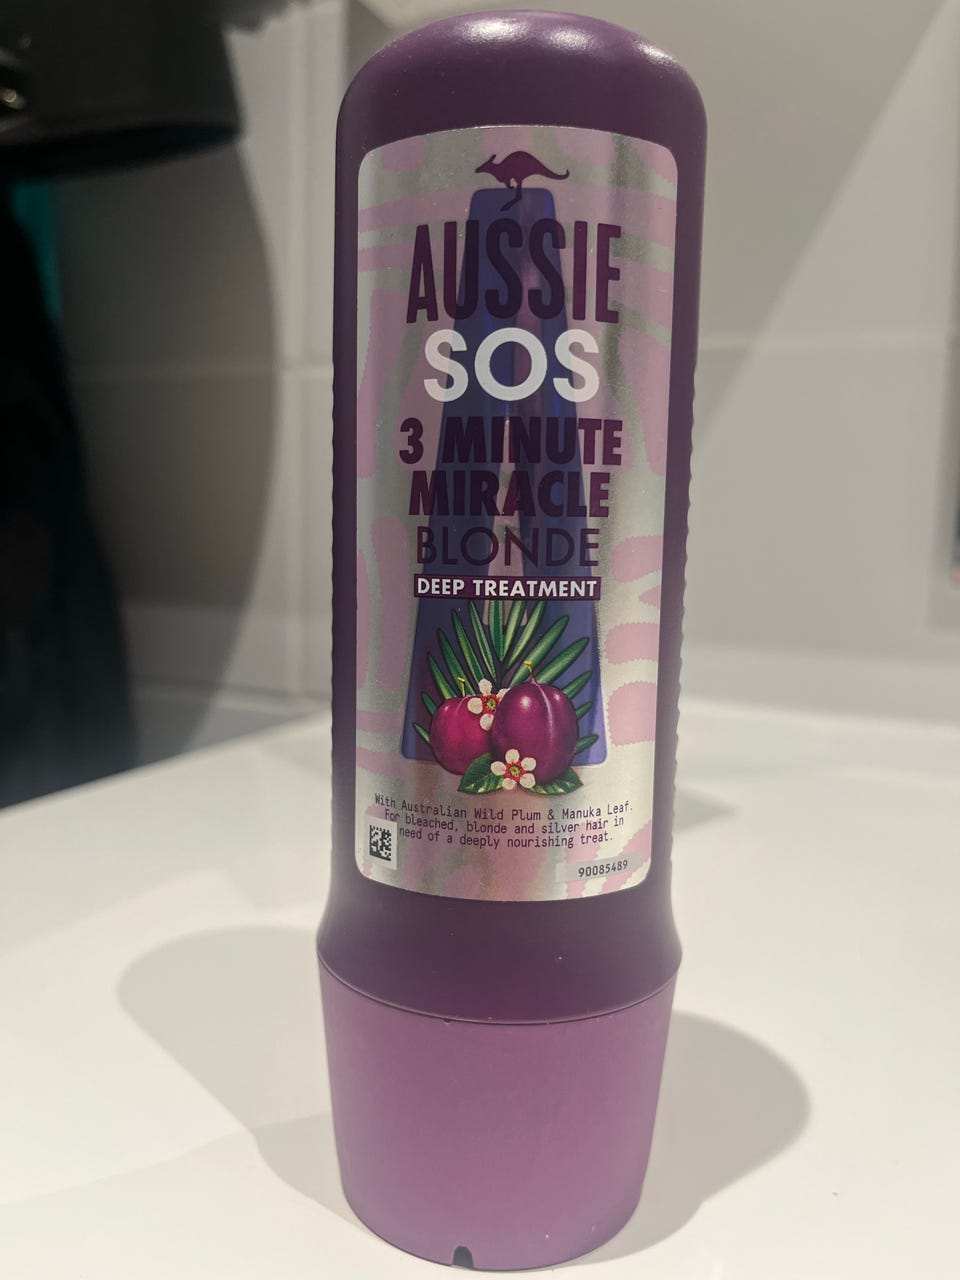 AUSSIE
SOS
3 MINUTE
MIRACLE
BLONDE
DEEP TREATMENT
With Australian Wild Plum & Manuka Leaf.
For bleached, blonde and silver hair in
need of a deeply nourishing treat.
90085489